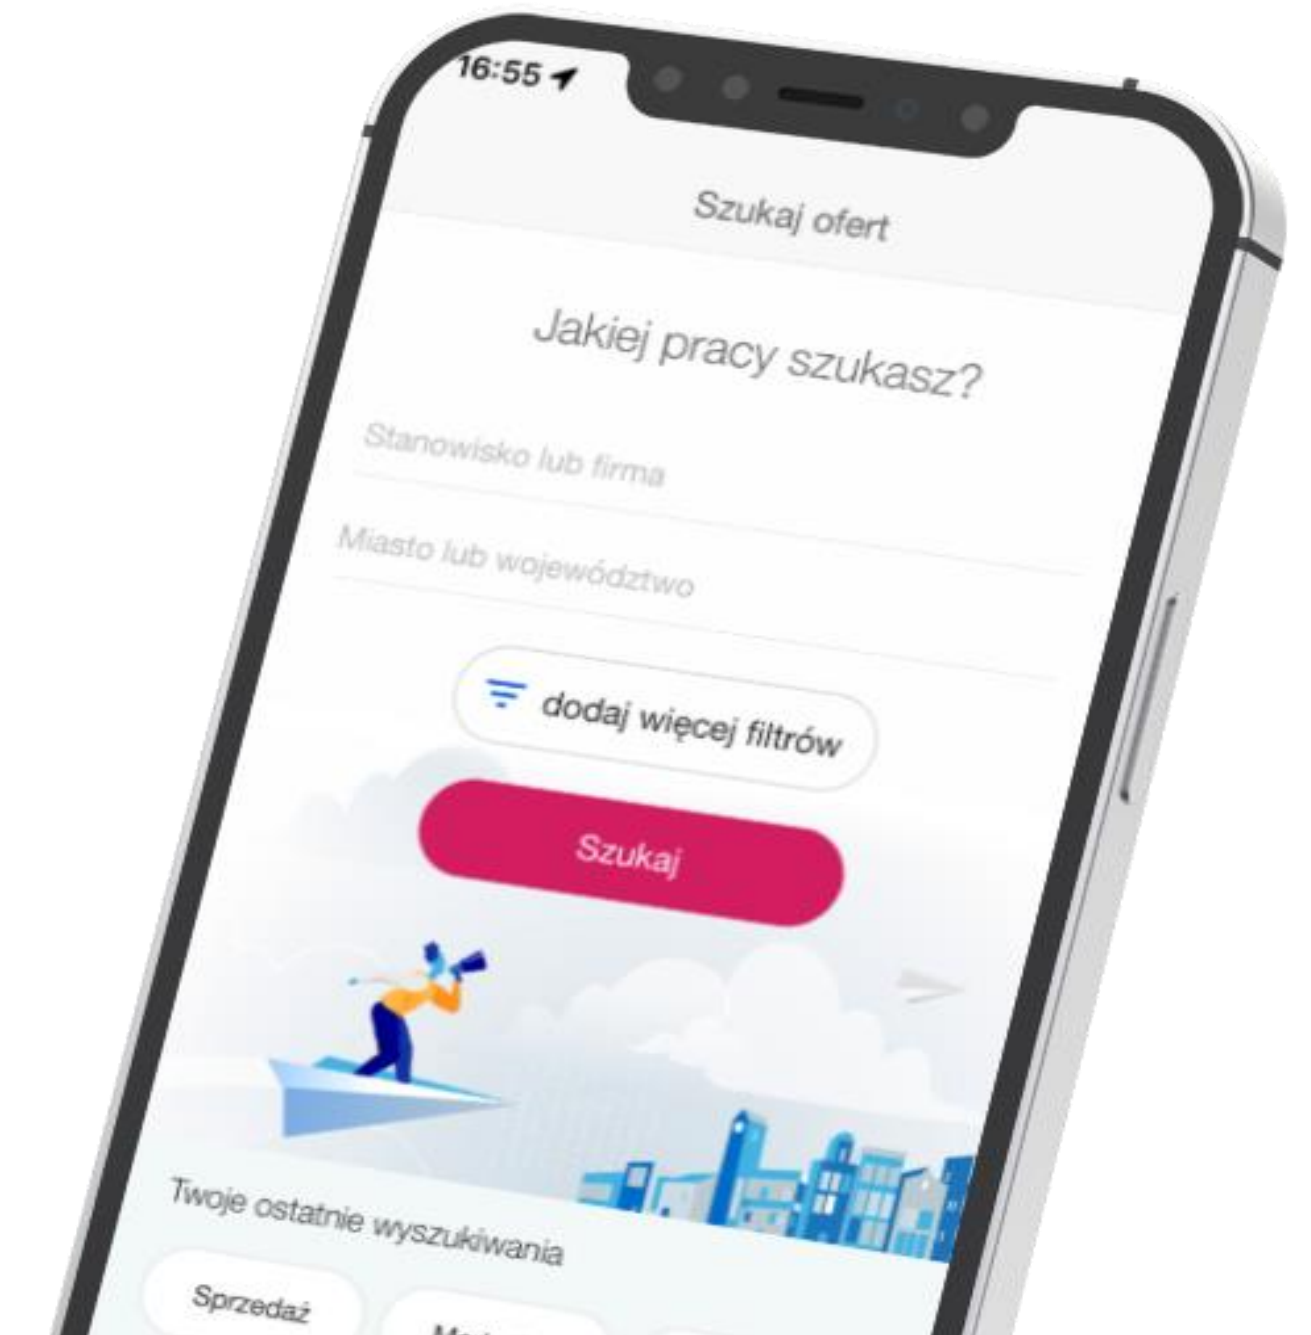 16:55
Szukaj ofert
Jakiej pracy szukasz?
Stanowisko lub firma
Miasto lub województwo
dodaj więcej filtrów
Szukaj
Twoje ostatnie wyszukiwania
Sprzedaż